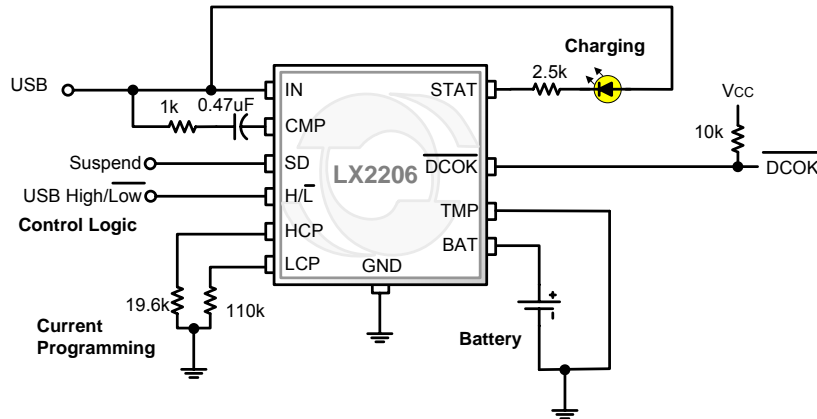 Charging
USB
IN
STAT
2.5k
1k
0.47uF
CMP
VCC
10k
Suspend
SD
LX2206
DCOK
DCOK
USB High/Low
H/L
TMP
Control Logic
HCP
BAT
LCP
GND
19.6k
110k
+
-
Current
Programming
Battery